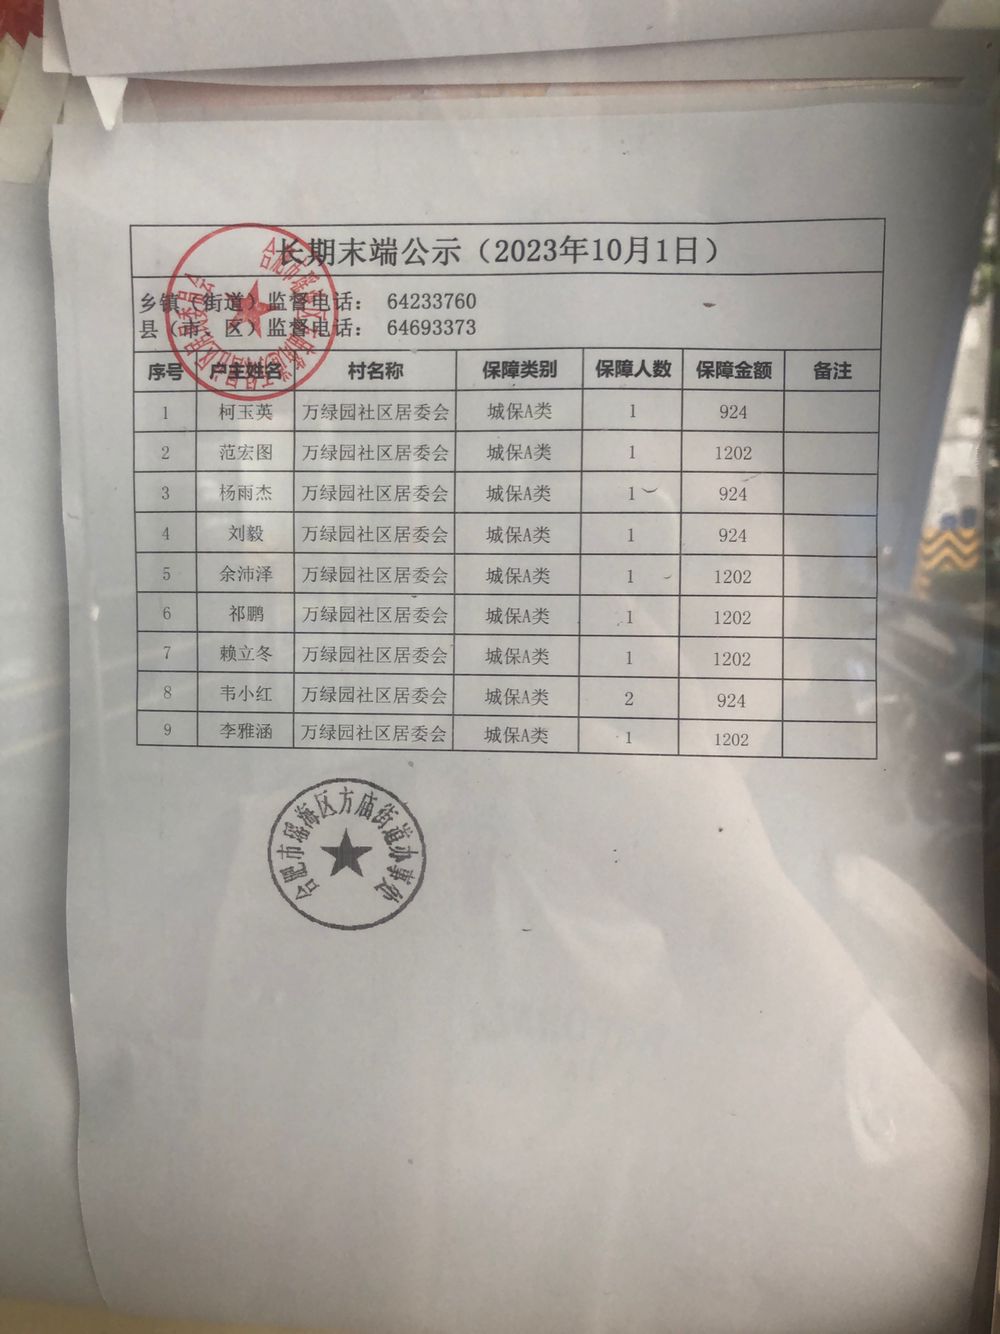 长期末端公示（2023年10月1日）
乡镇（街道）监督电话： 64233760
县（市、区）监督电话： 64693373
序号 户主姓名 村名称 保障类别 保障人数 保障金额 备注
1 柯玉英 万绿园社区居委会 城保A类 1 924
2 范宏图 万绿园社区居委会 城保A类 1 1202
3 杨雨杰 万绿园社区居委会 城保A类 1 924
4 刘毅 万绿园社区居委会 城保A类 1 924
5 余沛泽 万绿园社区居委会 城保A类 1 1202
6 祁鹏 万绿园社区居委会 城保A类 1 1202
7 赖立冬 万绿园社区居委会 城保A类 1 1202
8 韦小红 万绿园社区居委会 城保A类 2 924
9 李雅涵 万绿园社区居委会 城保A类 1 1202
合肥市瑶海区方庙街道办事处